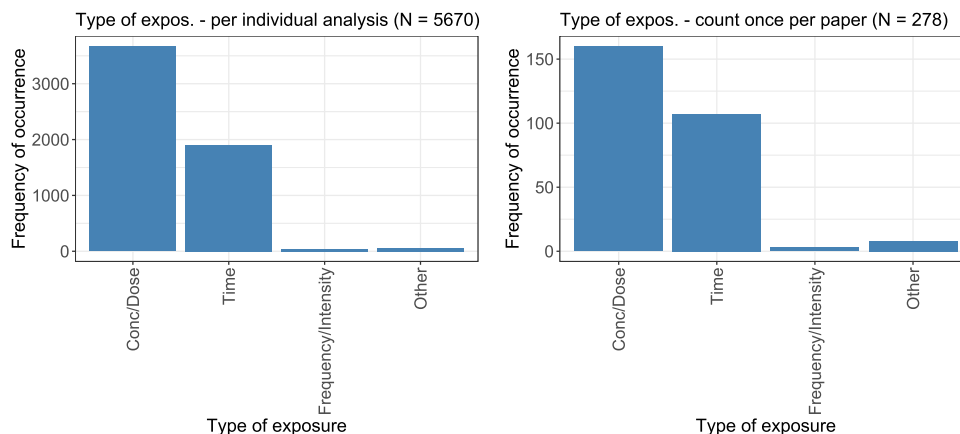 Type of expos. - per individual analysis (N = 5670)
Frequency of occurrence
3000
2000
1000
0
Conc/Dose
Time
Frequency/Intensity
Other
Type of exposure
Type of expos. - count once per paper (N = 278)
Frequency of occurrence
150
100
50
0
Conc/Dose
Time
Frequency/Intensity
Other
Type of exposure